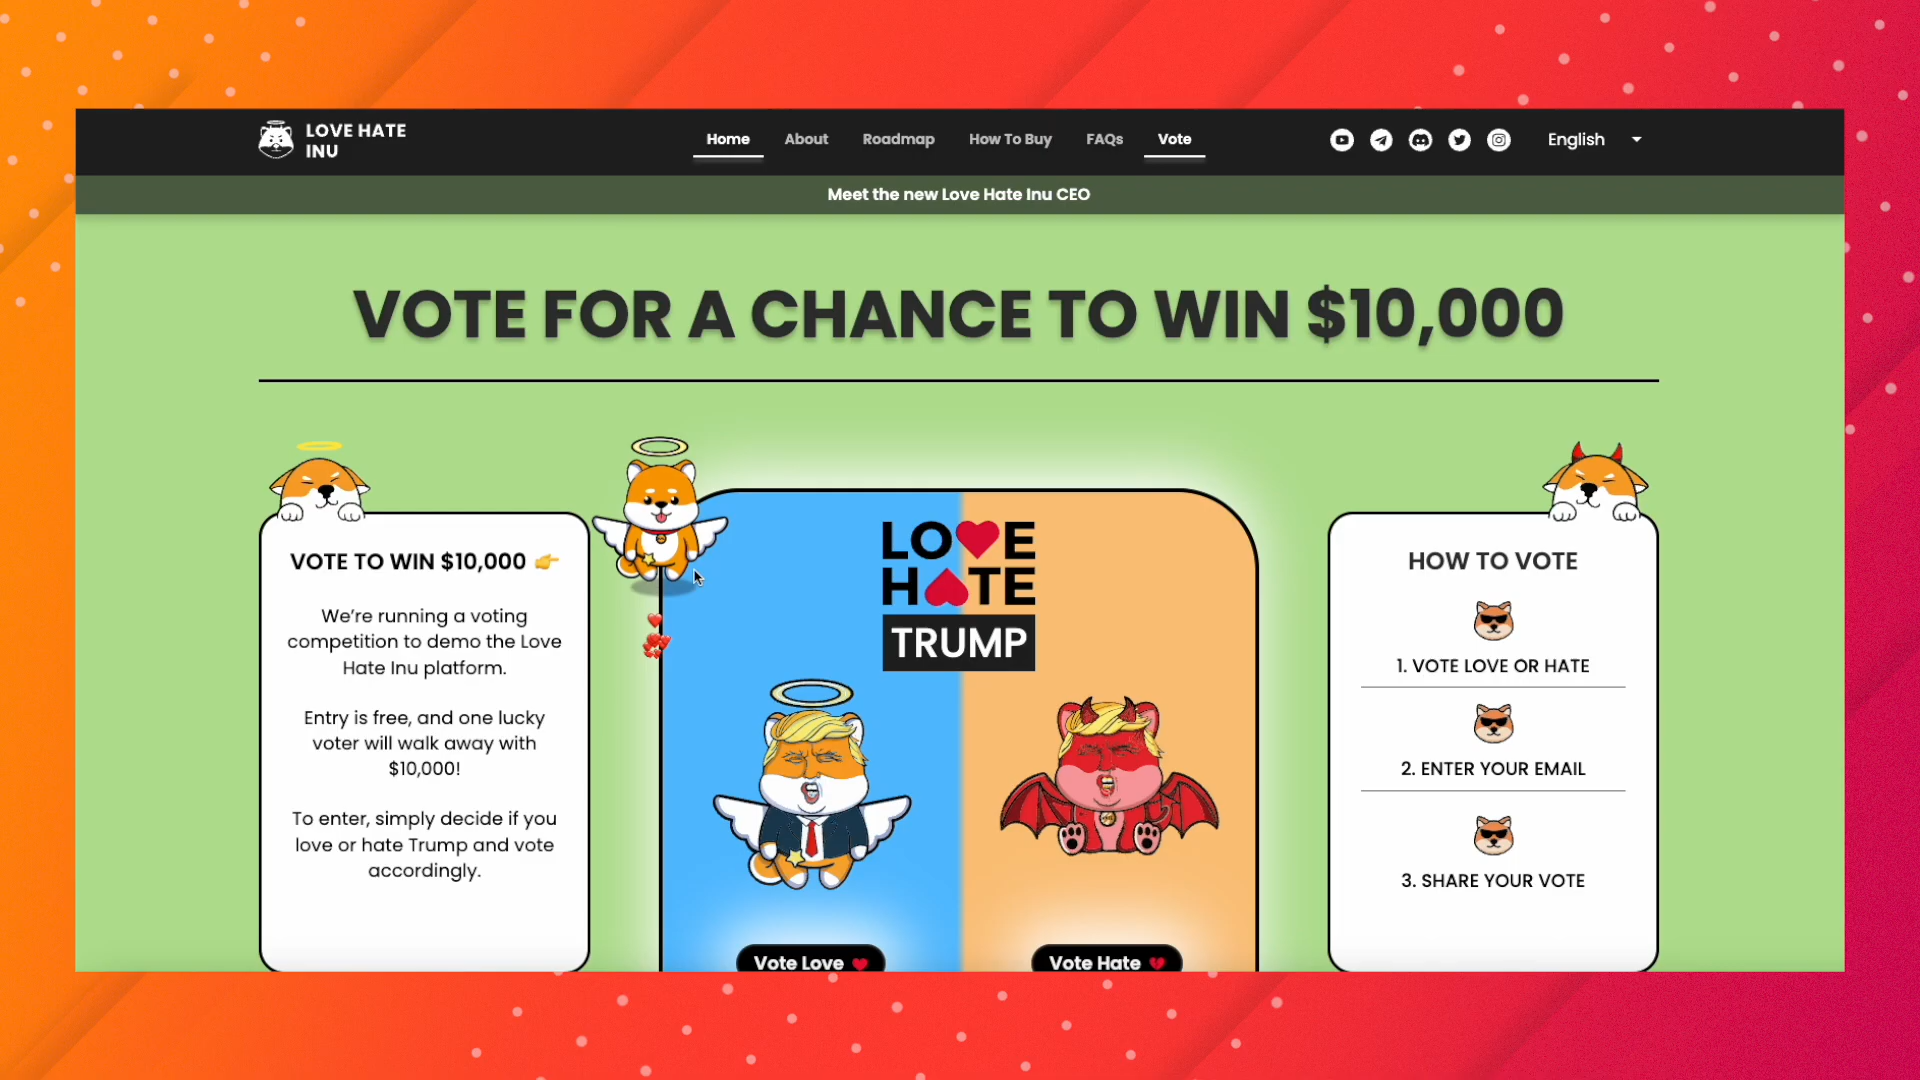 LOVE HATE
INU
Home
About
Roadmap
How To Buy
FAQs
Vote
English
Meet the new Love Hate Inu CEO
VOTE FOR A CHANCE TO WIN $10,000
VOTE TO WIN $10,000 👉
We're running a voting
competition to demo the Love
Hate Inu platform.
Entry is free, and one lucky
voter will walk away with
$10,000!
To enter, simply decide if you
love or hate Trump and vote
accordingly.
LOVE
HATE
TRUMP
Vote Love
Vote Hate
HOW TO VOTE
1. VOTE LOVE OR HATE
2. ENTER YOUR EMAIL
3. SHARE YOUR VOTE